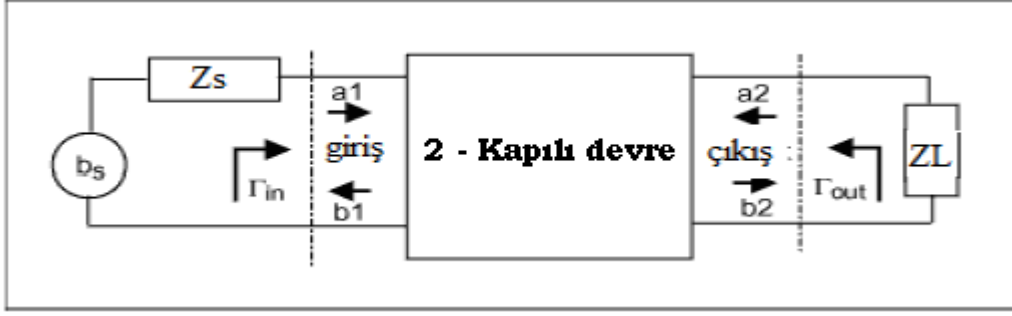 Zs
bs
Γin
a1
giriş
b1
2 - Kapılı devre
a2
çıkış :
b2
Γout
ZL